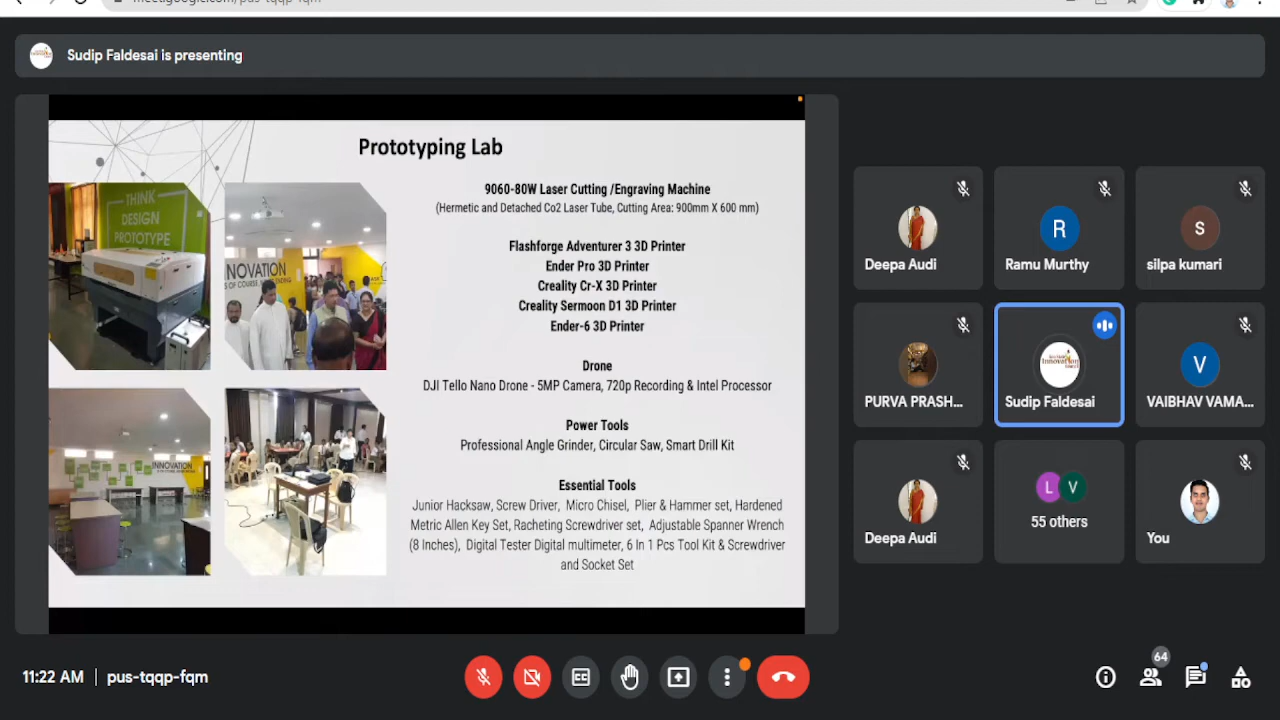 Sudip Faldesai is presenting
Prototyping Lab
THINK
DESIGN
PROTOTYPE
NOVATION
S OF COURSE, NEVER ENDING
INNOVATION
9060-80W Laser Cutting /Engraving Machine
(Hermetic and Detached Co2 Laser Tube, Cutting Area: 900mm X 600 mm)
Flashforge Adventurer 3 3D Printer
Ender Pro 3D Printer
Creality Cr-X 3D Printer
Creality Sermoon D1 3D Printer
Ender-6 3D Printer
Drone
DJI Tello Nano Drone - 5MP Camera, 720p Recording & Intel Processor
Power Tools
Professional Angle Grinder, Circular Saw, Smart Drill Kit
Essential Tools
Junior Hacksaw, Screw Driver, Micro Chisel, Plier & Hammer set, Hardened
Metric Allen Key Set, Racheting Screwdriver set, Adjustable Spanner Wrench
(8 Inches), Digital Tester Digital multimeter, 6 In 1 Pcs Tool Kit & Screwdriver
and Socket Set
Deepa Audi
R
Ramu Murthy
s
silpa kumari
PURVA PRASH...
Innovation
Sudip Faldesai
V
VAIBHAV VAMA...
Deepa Audi
L V
55 others
You
11:22 AM | pus-tqqp-fqm
CC
64